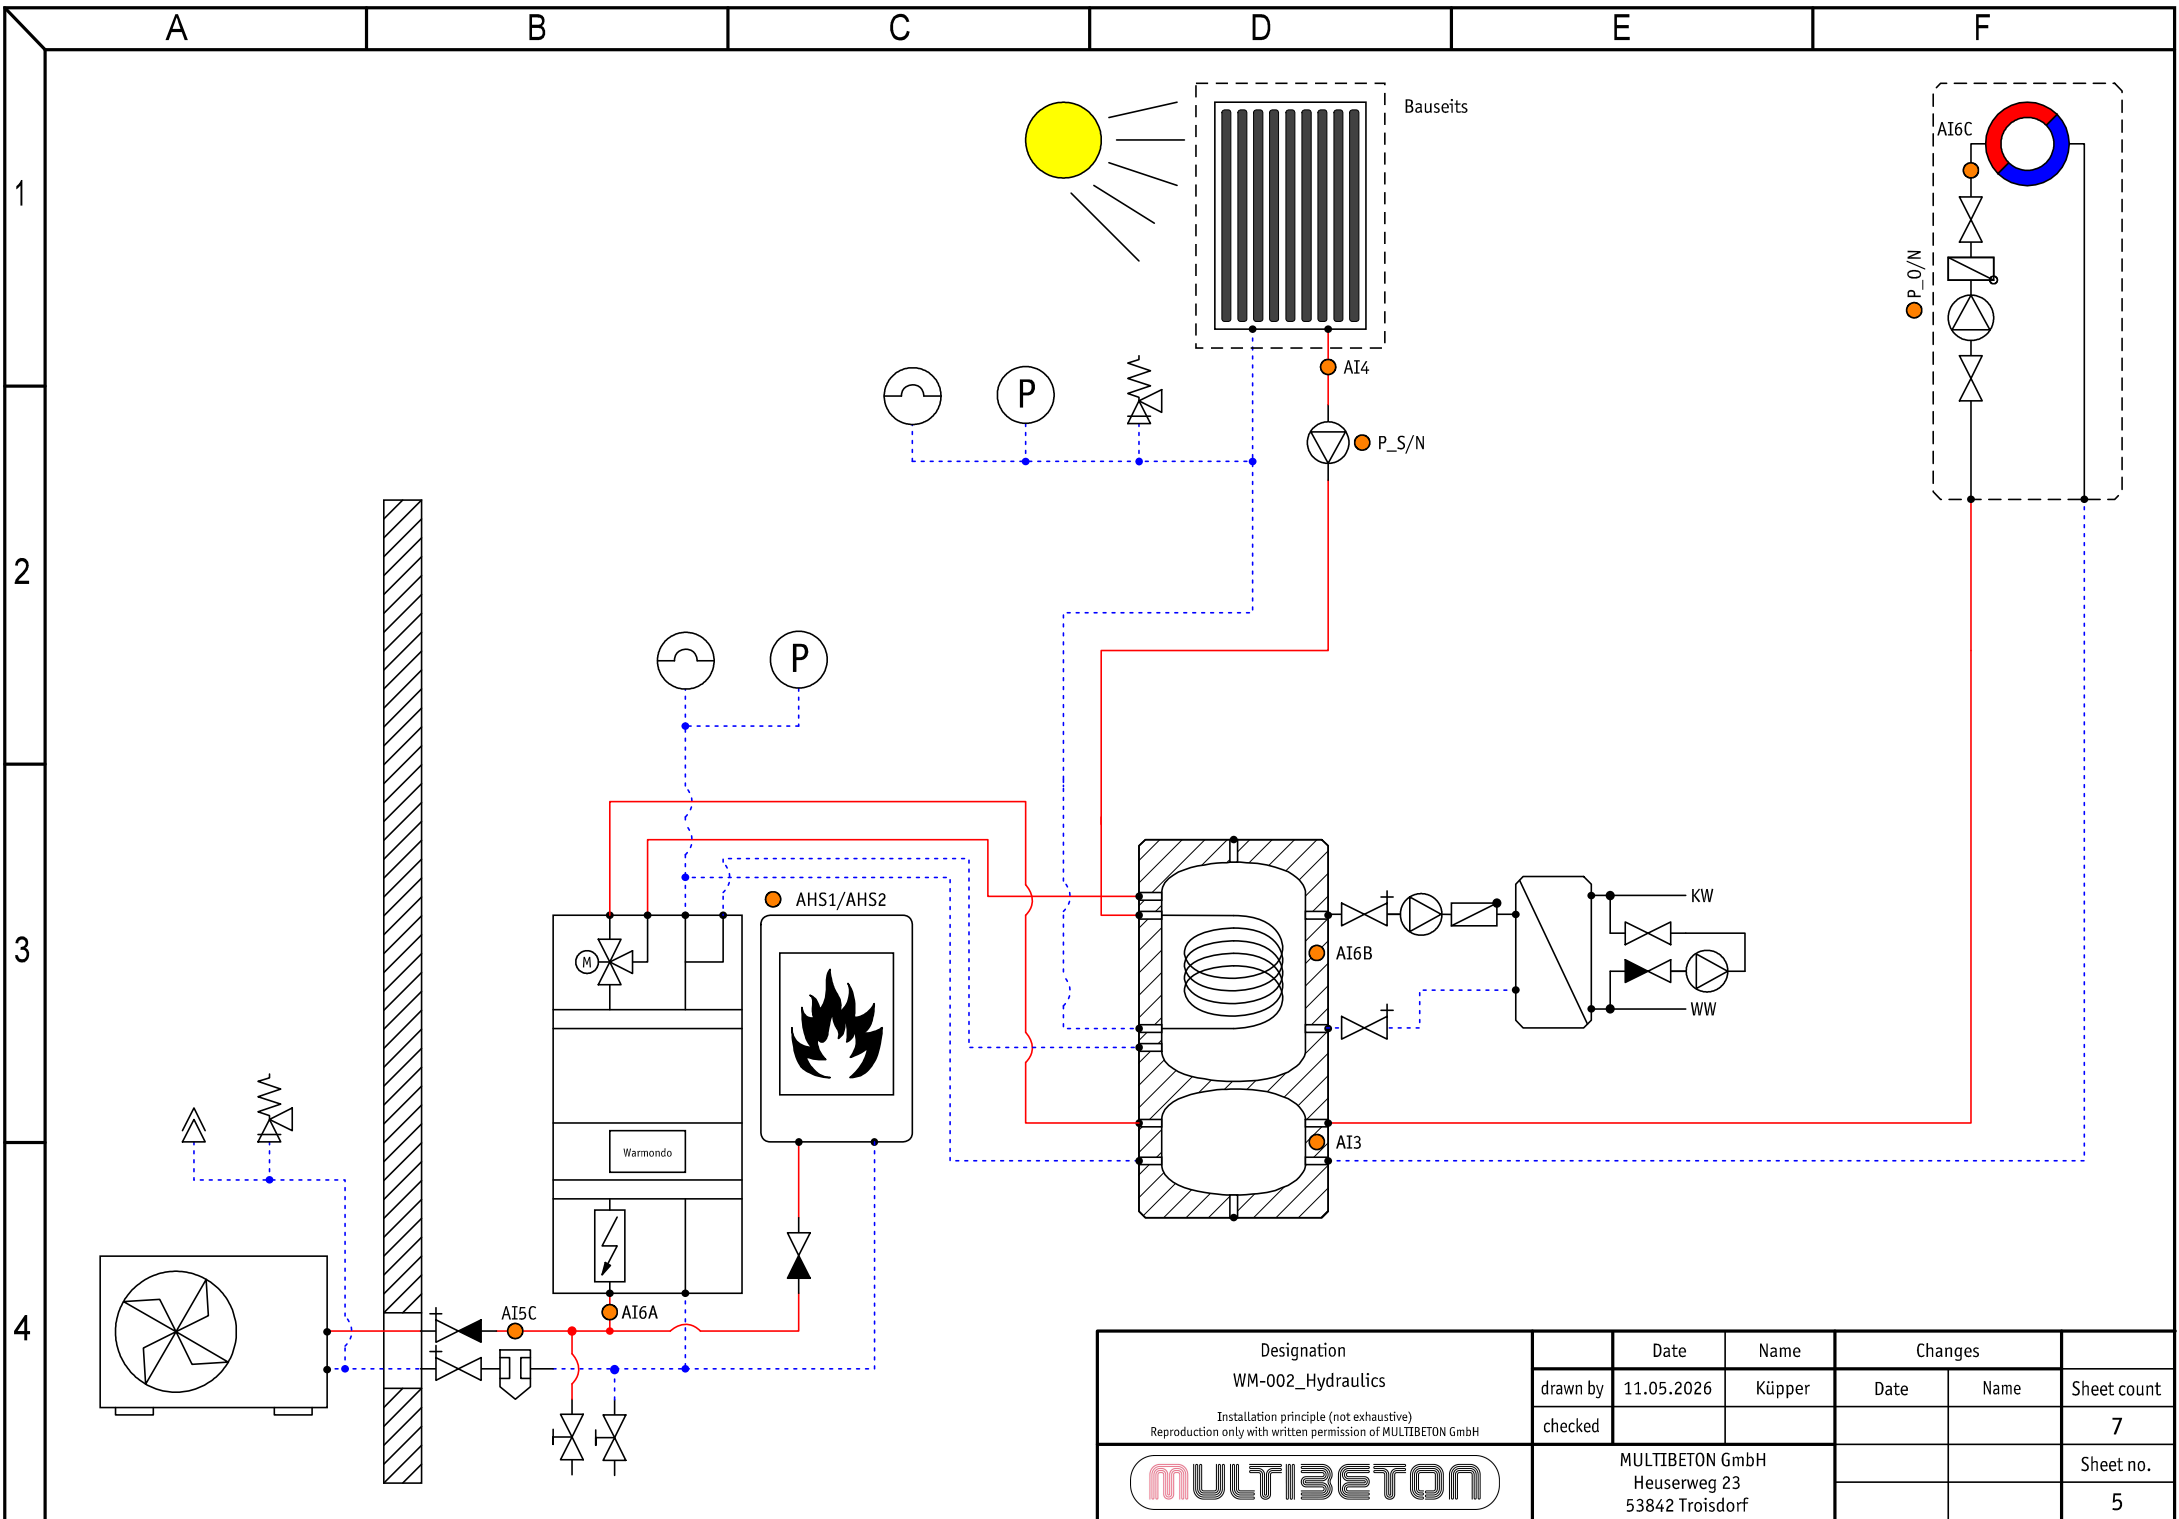 A B C D E F
1
2
3
4
Bauseits
AI6C
P_O/N
AI4
P
P_S/N
P
AHS1/AHS2
M
KW
AI6B
WW
AI3
Warmondo
AI5C
AI6A
Designation
WM-002_Hydraulics
Installation principle (not exhaustive)
Reproduction only with written permission of MULTIBETON GmbH
MULTIBETON
Date Name Changes
drawn by 11.05.2026 Küpper Date Name Sheet count
checked 7
MULTIBETON GmbH Sheet no.
Heuserweg 23
53842 Troisdorf 5